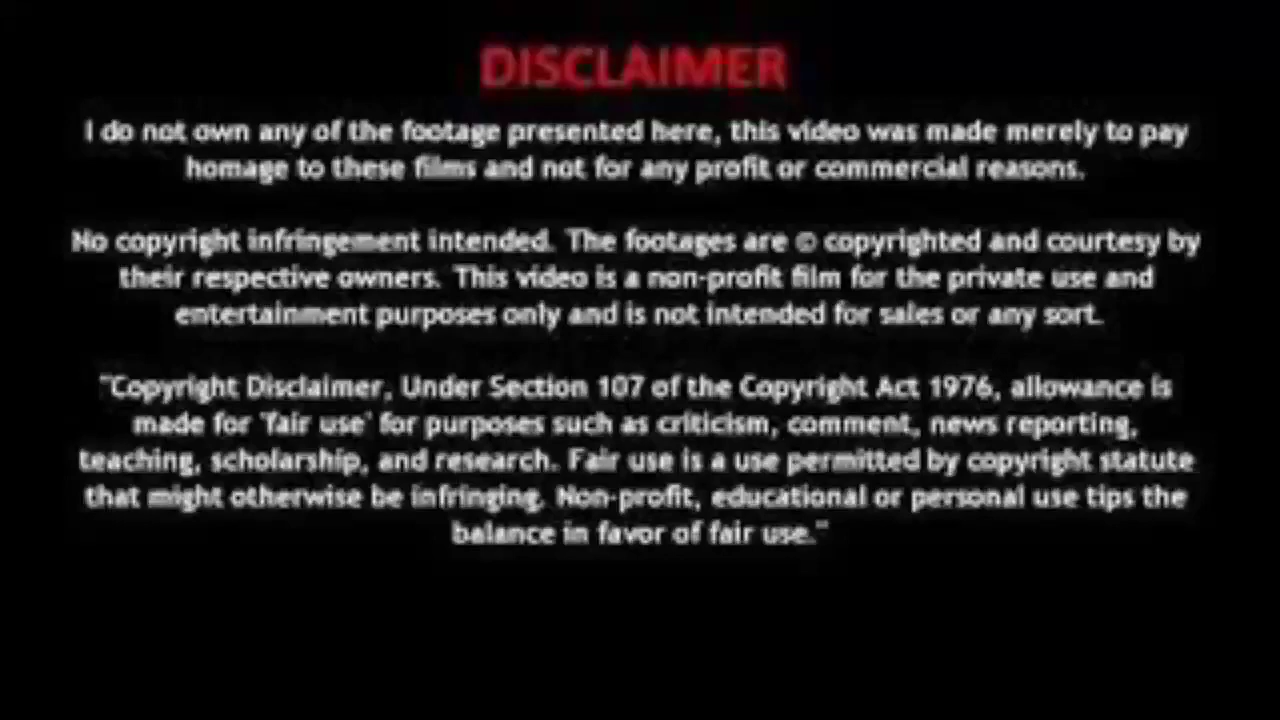 DISCLAIMER
I do not own any of the footage presented here, this video was made merely to pay
homage to these films and not for any profit or commercial reasons.
No copyright infringement intended. The footages are © copyrighted and courtesy by
their respective owners. This video is a non-profit film for the private use and
entertainment purposes only and is not intended for sales or any sort.
"Copyright Disclaimer, Under Section 107 of the Copyright Act 1976, allowance is
made for 'fair use' for purposes such as criticism, comment, news reporting,
teaching, scholarship, and research. Fair use is a use permitted by copyright statute
that might otherwise be infringing. Non-profit, educational or personal use tips the
balance in favor of fair use."